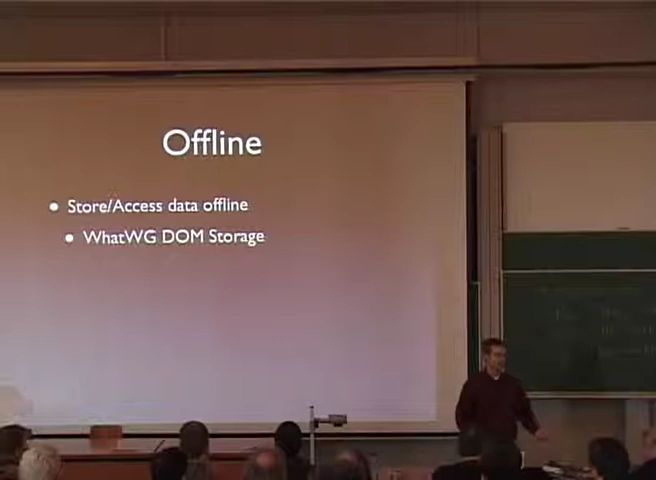 Offline
• Store/Access data offline
• WhatWG DOM Storage